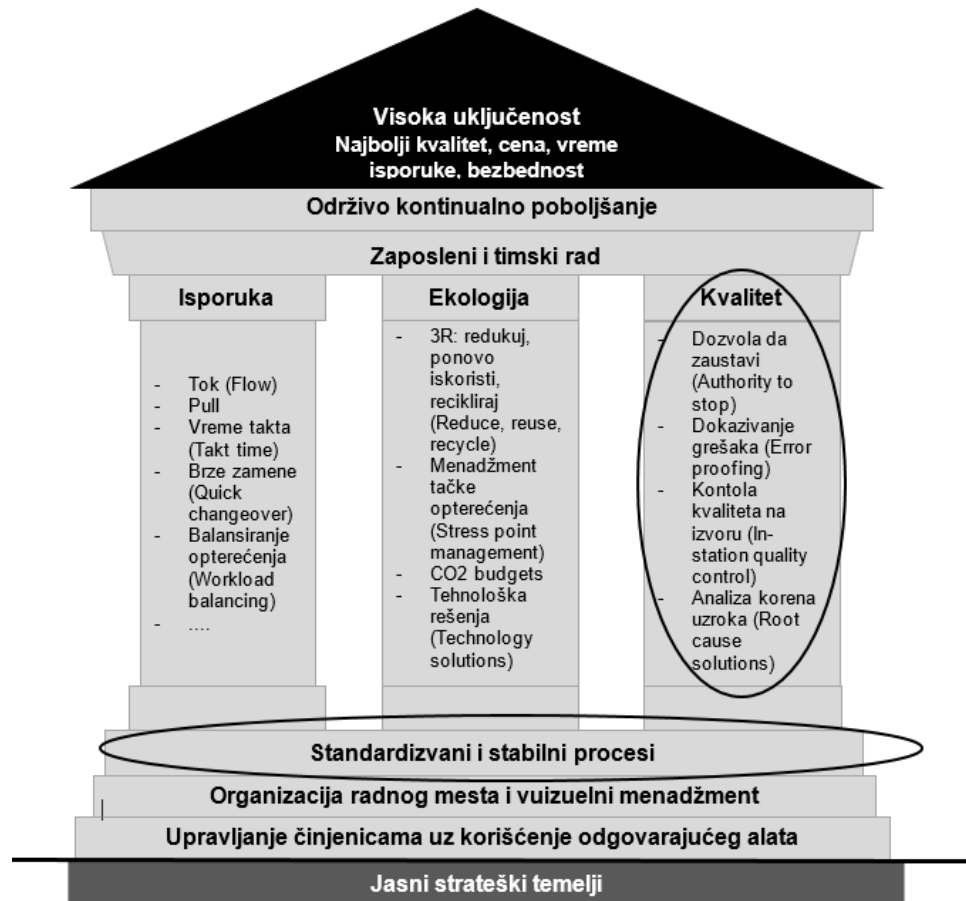 Visoka uključenost
Najbolji kvalitet, cena, vreme
isporuke, bezbednost
Održivo kontinualno poboljšanje
Zaposleni i timski rad
Isporuka
- Tok (Flow)
- Pull
- Vreme takta
(Takt time)
- Brze zamene
(Quick
changeover)
- Balansiranje
opterećenja
(Workload
balancing)
- ....
Ekologija
- 3R: redukuj,
ponovo
iskoristi,
recikliraj
(Reduce, reuse,
recycle)
- Menadžment
tačke
opterećenja
(Stress point
management)
- CO2 budgets
- Tehnološka
rešenja
(Technology
solutions)
Kvalitet
- Dozvola da
zaustavi
(Authority to
stop)
- Dokazivanje
grešaka (Error
proofing)
- Kontola
kvaliteta na
izvoru (In-
station quality
control)
- Analiza korena
uzroka (Root
cause
solutions)
Standardizvani i stabilni procesi
Organizacija radnog mesta i vuizuelni menadžment
Upravljanje činjenicama uz korišćenje odgovarajućeg alata
Jasni strateški temelji